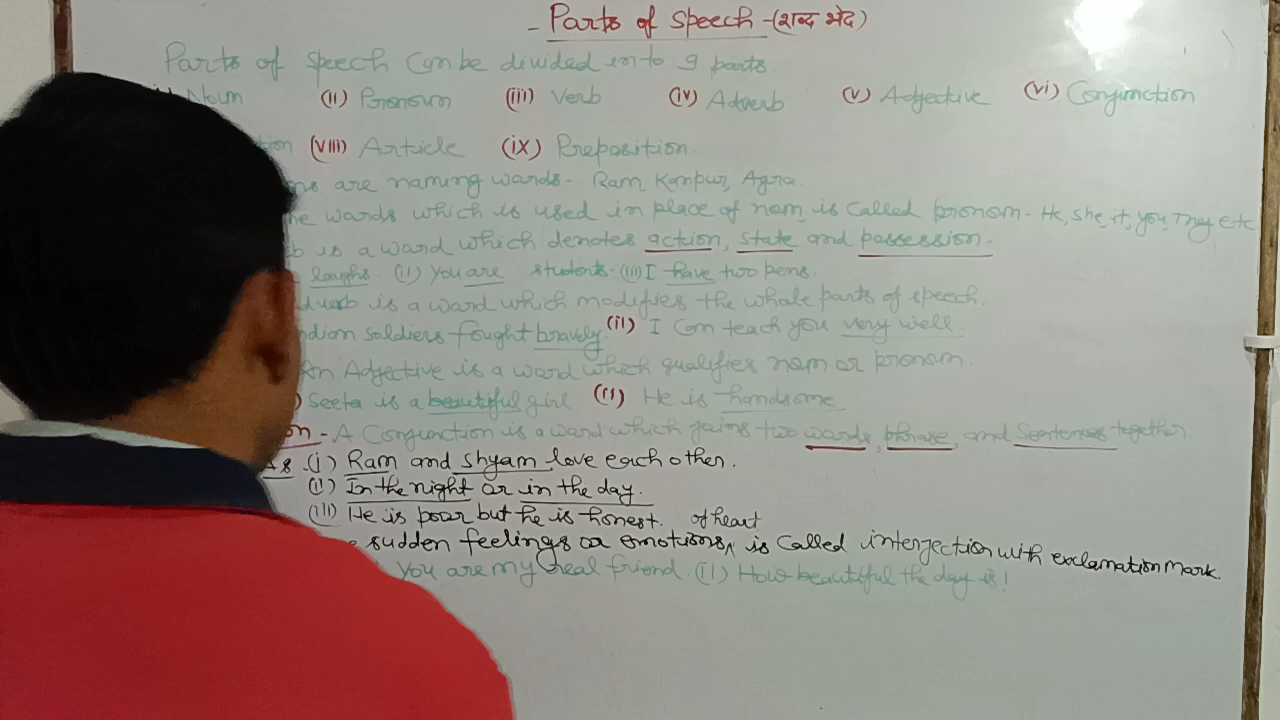 - Parts of Speech - (शब्द भेद)
Parts of Speech Can be divided in to 9 parts.
Noun (II) Pronoun (III) Verb (IV) Adverb (V) Adjective (VI) Conjunction
(VIII) Article (IX) Preposition.
are naming words - Ram, Kanpur, Agra.
words which is used in place of noun is called pronoun - He, she, it, you, They etc
is a word which denotes action, state and possession.
laughs. (II) You are students. (III) I have two pens.
is a word which modifies the whole parts of speech.
soldiers fought bravely. (II) I Can teach you very well.
An Adjective is a word which qualifies noun or pronoun.
Seeta is a beautiful girl (II) He is handsome
- A Conjunction is a word which joins two words, phrase, and Sentences together
As (I) Ram and Shyam love each other.
(II) In the night or in the day.
(III) He is poor but he is honest. of heart
sudden feelings or emotions^ is called interjection with exclamation Mark.
You are my real friend. (II) How beautiful the day is!